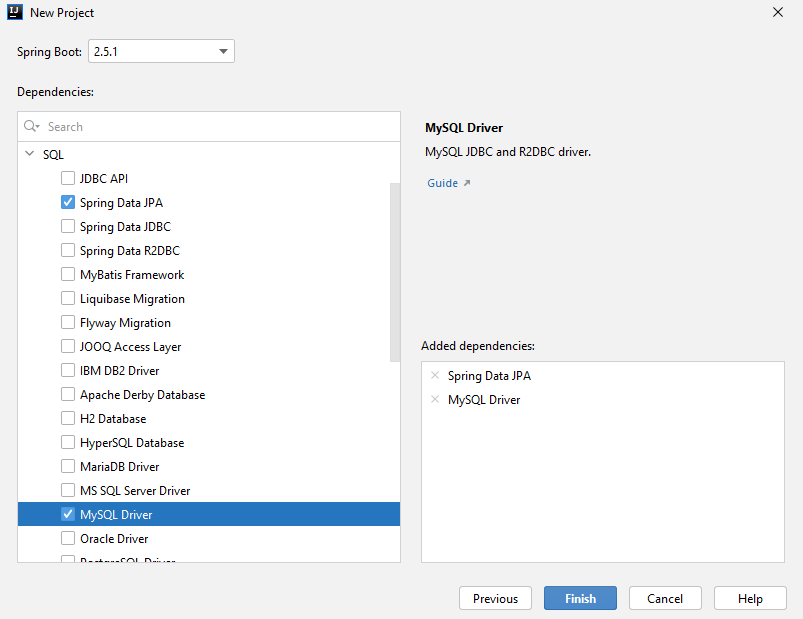 IJ New Project
Spring Boot: 2.5.1
Dependencies:
Search
SQL
JDBC API
Spring Data JPA
Spring Data JDBC
Spring Data R2DBC
MyBatis Framework
Liquibase Migration
Flyway Migration
JOOQ Access Layer
IBM DB2 Driver
Apache Derby Database
H2 Database
HyperSQL Database
MariaDB Driver
MS SQL Server Driver
MySQL Driver
Oracle Driver
PostgreSQL Driver
MySQL Driver
MySQL JDBC and R2DBC driver.
Guide
Added dependencies:
Spring Data JPA
MySQL Driver
Previous Finish Cancel Help